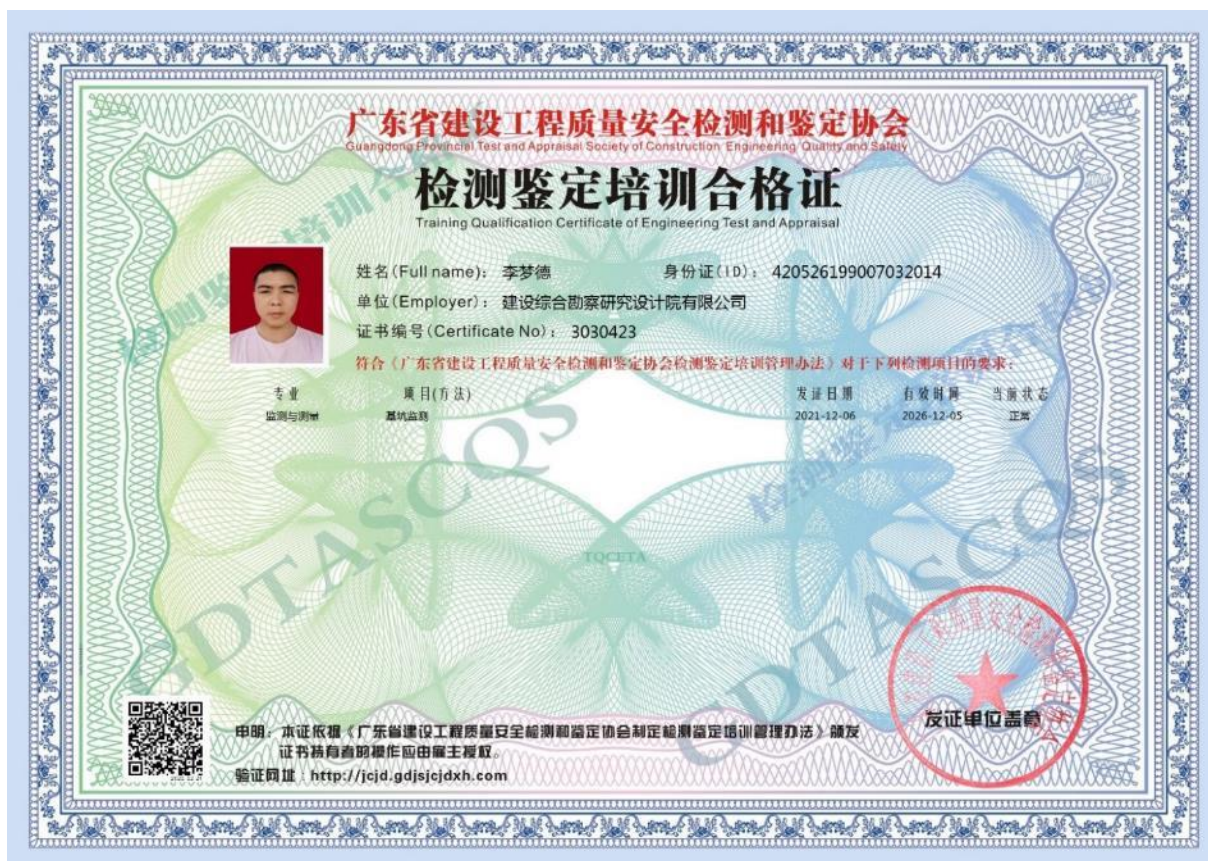 广东省建设工程质量安全检测和鉴定协会
Guangdong Provincial Test and Appraisal Society of Construction Engineering Quality and Safety
检测鉴定培训合格证
Training Qualification Certificate of Engineering Test and Appraisal
姓名(Full name): 李梦德 身份证(ID): 420526199007032014
单位(Employer): 建设综合勘察研究设计院有限公司
证书编号(Certificate No): 3030423
符合《广东省建设工程质量安全检测和鉴定协会检测鉴定培训管理办法》对于下列检测项目的要求:
专业 项目(方法) 发证日期 有效时间 当前状态
监测与测量 基坑监测 2021-12-06 2026-12-05 正常
GDTASCQS
TQCETA
GDTASCQS
发证单位盖章
申明: 本证依据《广东省建设工程质量安全检测和鉴定协会制定检测鉴定培训管理办法》颁发
证书持有者的操作应由雇主授权。
验证网址: http://jcjd.gdjsjcjdxh.com